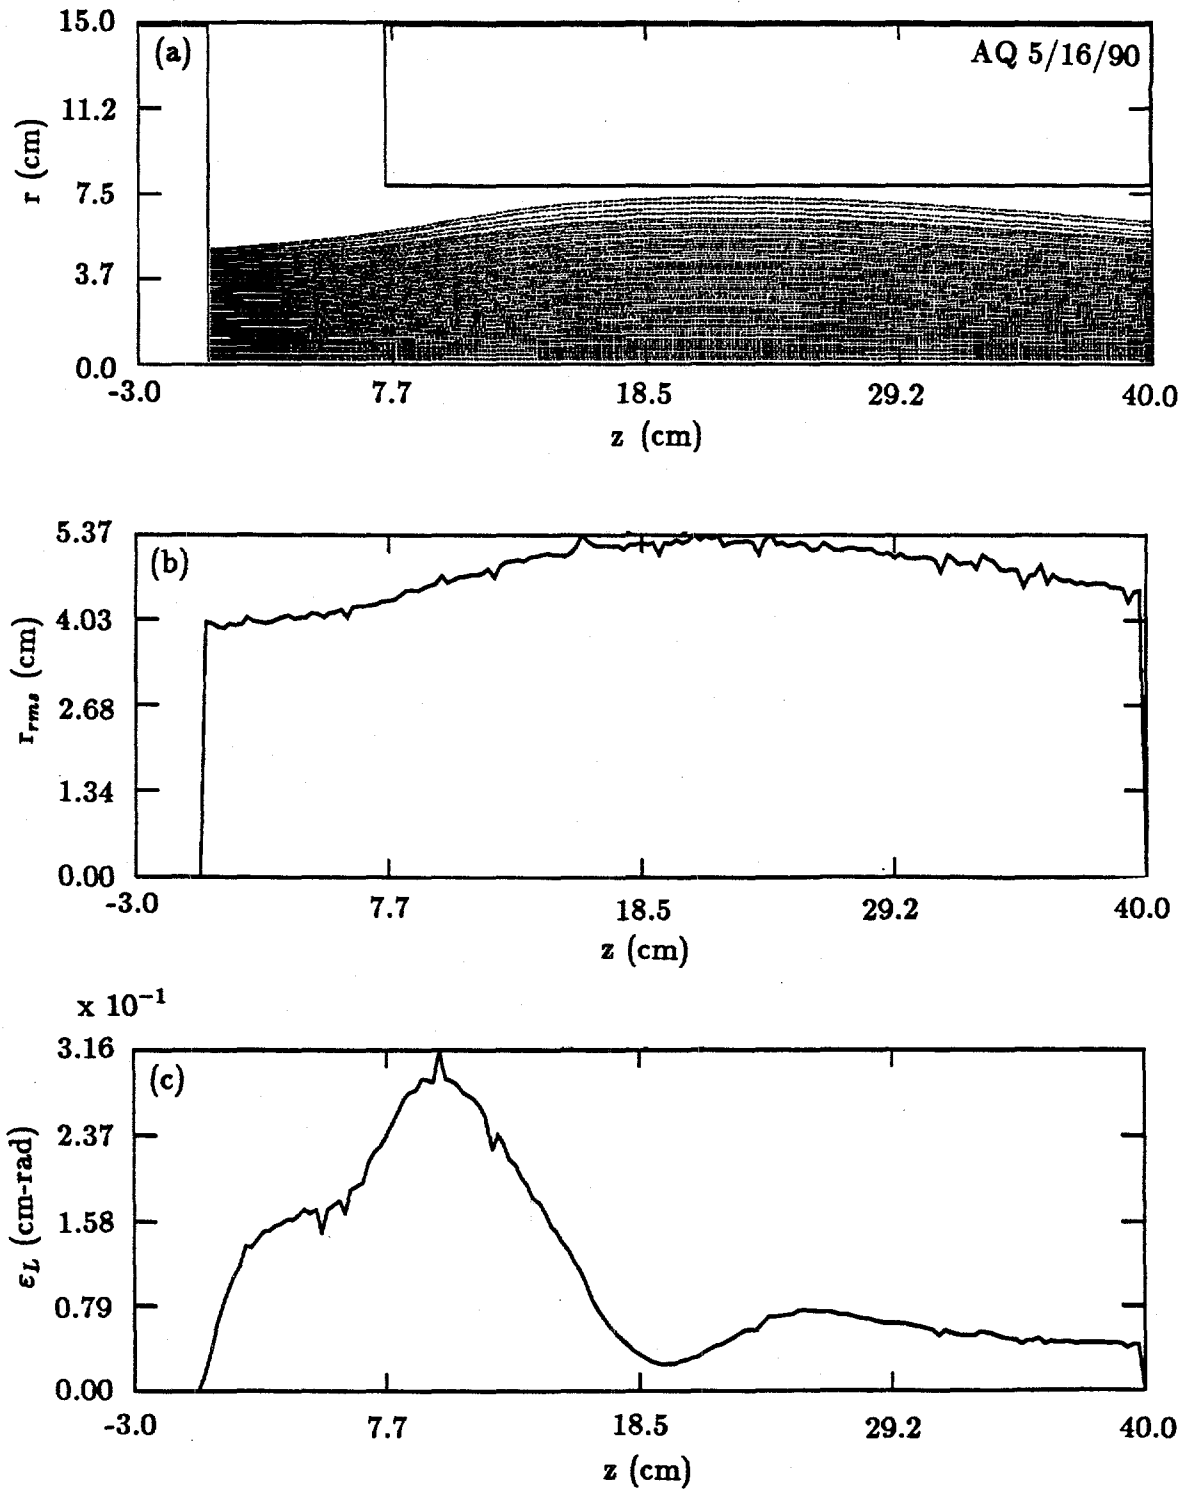 15.0
(a)
AQ 5/16/90
11.2
r (cm)
7.5
3.7
0.0
-3.0 7.7 18.5 29.2 40.0
z (cm)
5.37
(b)
4.03
r_rms (cm)
2.68
1.34
0.00
-3.0 7.7 18.5 29.2 40.0
z (cm)
x 10^-1
3.16
(c)
2.37
ε_L (cm-rad)
1.58
0.79
0.00
-3.0 7.7 18.5 29.2 40.0
z (cm)